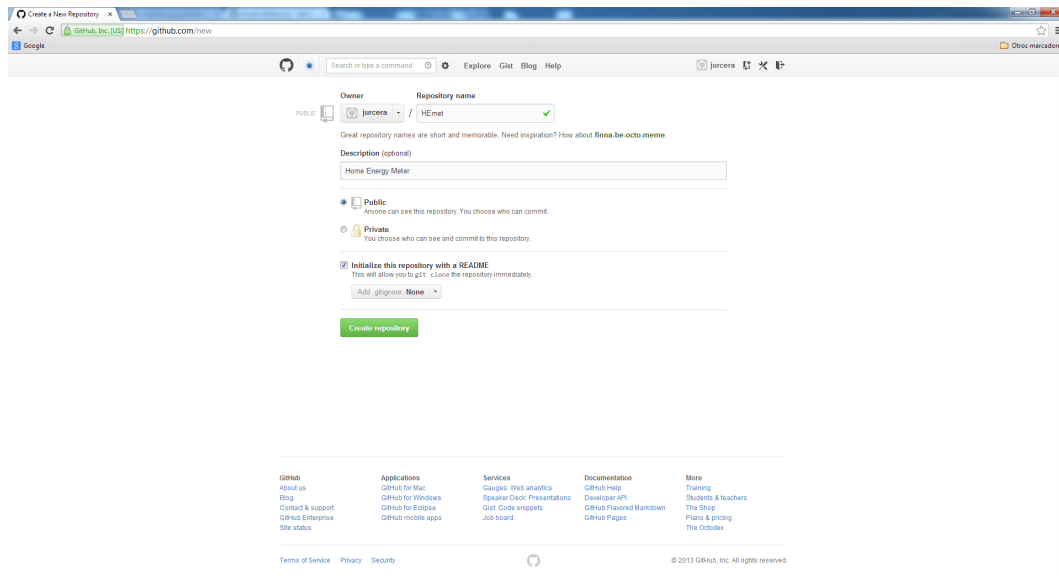 Create a New Repository
GitHub, Inc. [US] https://github.com/new
Google
Otros marcadore
Search or type a command
Explore Gist Blog Help
jurcera
Owner Repository name
PUBLIC jurcera / HEmet
Great repository names are short and memorable. Need inspiration? How about finna-be-octo-meme.
Description (optional)
Home Energy Meter
Public
Anyone can see this repository. You choose who can commit.
Private
You choose who can see and commit to this repository.
Initialize this repository with a README
This will allow you to git clone the repository immediately.
Add .gitignore: None
Create repository
GitHub Applications Services Documentation More
About us GitHub for Mac Gauges: Web analytics GitHub Help Training
Blog GitHub for Windows Speaker Deck: Presentations Developer API Students & teachers
Contact & support GitHub for Eclipse Gist: Code snippets GitHub Flavored Markdown The Shop
GitHub Enterprise GitHub mobile apps Job board GitHub Pages Plans & pricing
Site status The Octodex
Terms of Service Privacy Security © 2013 GitHub, Inc. All rights reserved.